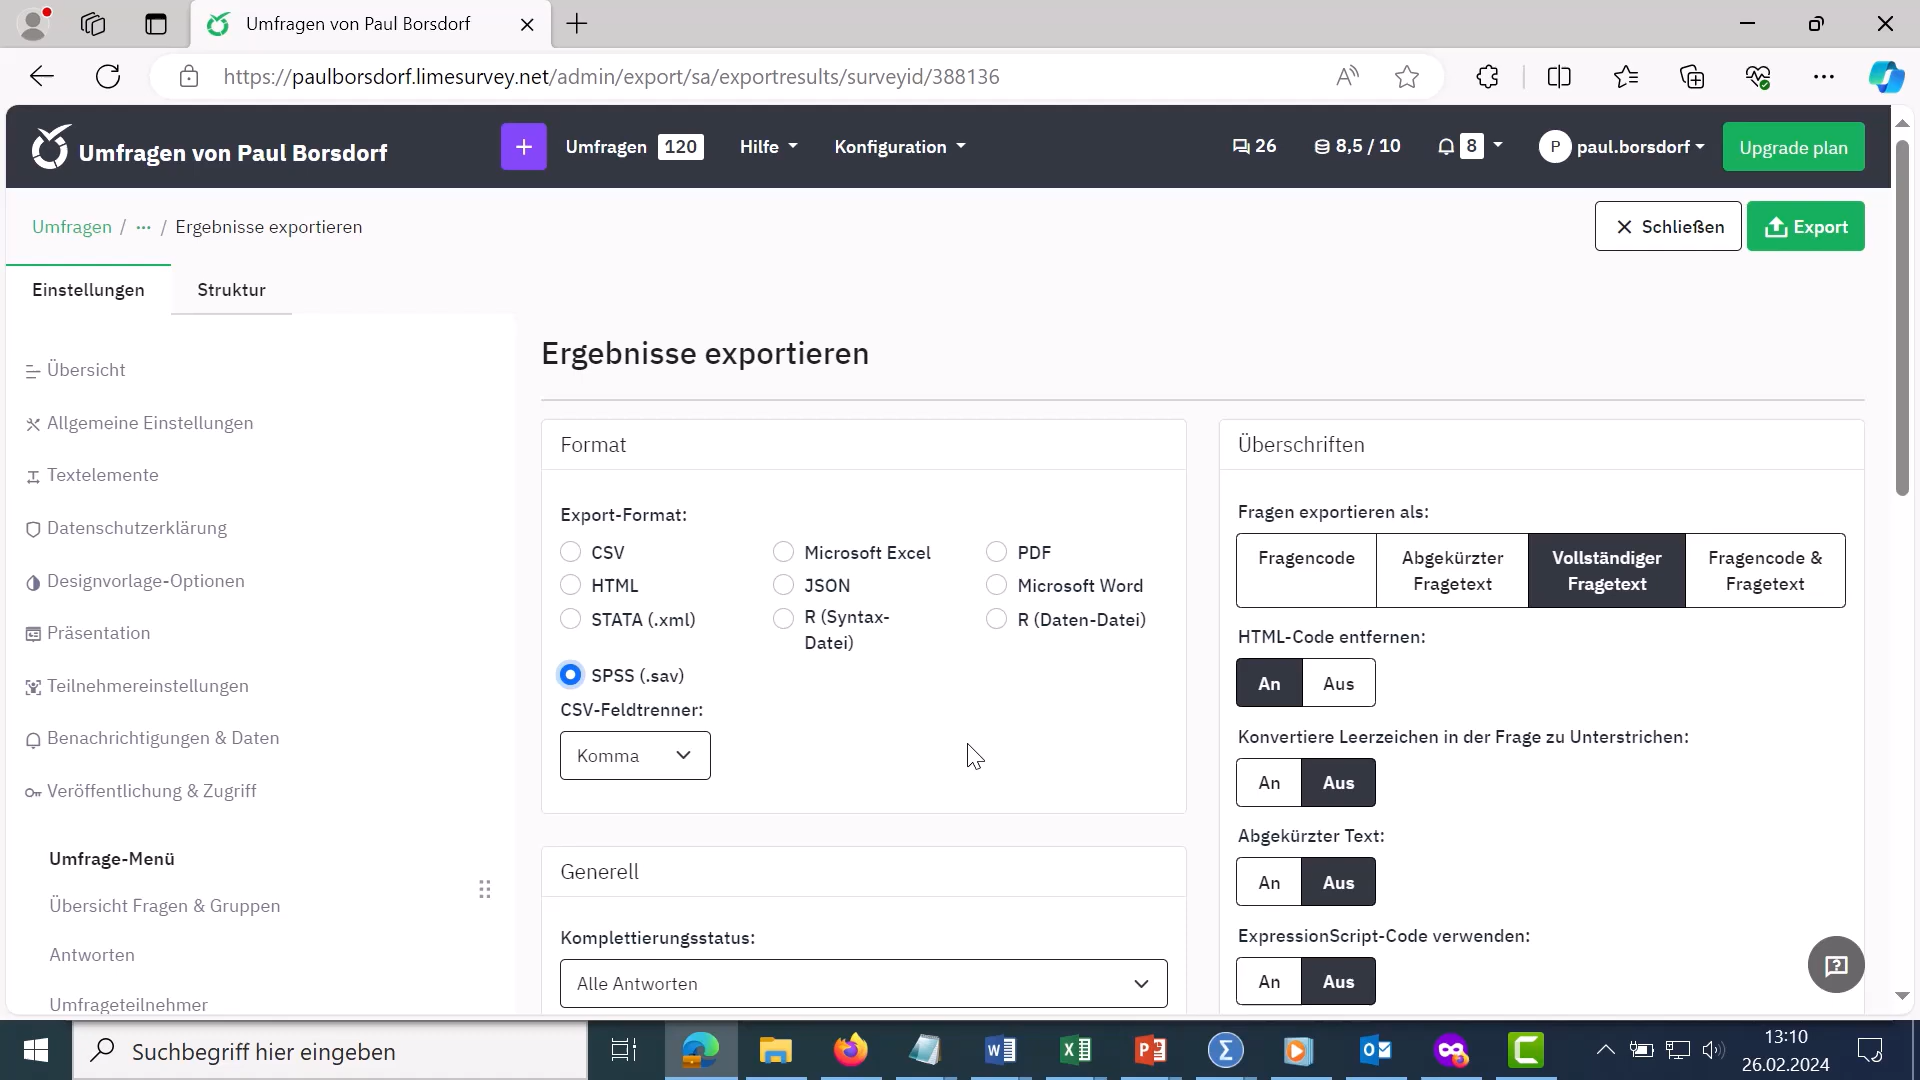 Umfragen von Paul Borsdorf
https://paulborsdorf.limesurvey.net/admin/export/sa/exportresults/surveyid/388136
Umfragen von Paul Borsdorf
Umfragen 120
Hilfe
Konfiguration
26
8,5 / 10
8
P paul.borsdorf
Upgrade plan
Umfragen / ... / Ergebnisse exportieren
Schließen
Export
Einstellungen
Struktur
Übersicht
Allgemeine Einstellungen
Textelemente
Datenschutzerklärung
Designvorlage-Optionen
Präsentation
Teilnehmereinstellungen
Benachrichtigungen & Daten
Veröffentlichung & Zugriff
Umfrage-Menü
Übersicht Fragen & Gruppen
Antworten
Umfrageteilnehmer
Ergebnisse exportieren
Format
Export-Format:
CSV
Microsoft Excel
PDF
HTML
JSON
Microsoft Word
STATA (.xml)
R (Syntax-
Datei)
R (Daten-Datei)
SPSS (.sav)
CSV-Feldtrenner:
Komma
Generell
Komplettierungsstatus:
Alle Antworten
Überschriften
Fragen exportieren als:
Fragencode
Abgekürzter
Fragetext
Vollständiger
Fragetext
Fragencode &
Fragetext
HTML-Code entfernen:
An Aus
Konvertiere Leerzeichen in der Frage zu Unterstrichen:
An Aus
Abgekürzter Text:
An Aus
ExpressionScript-Code verwenden:
An Aus
Suchbegriff hier eingeben
13:10
26.02.2024